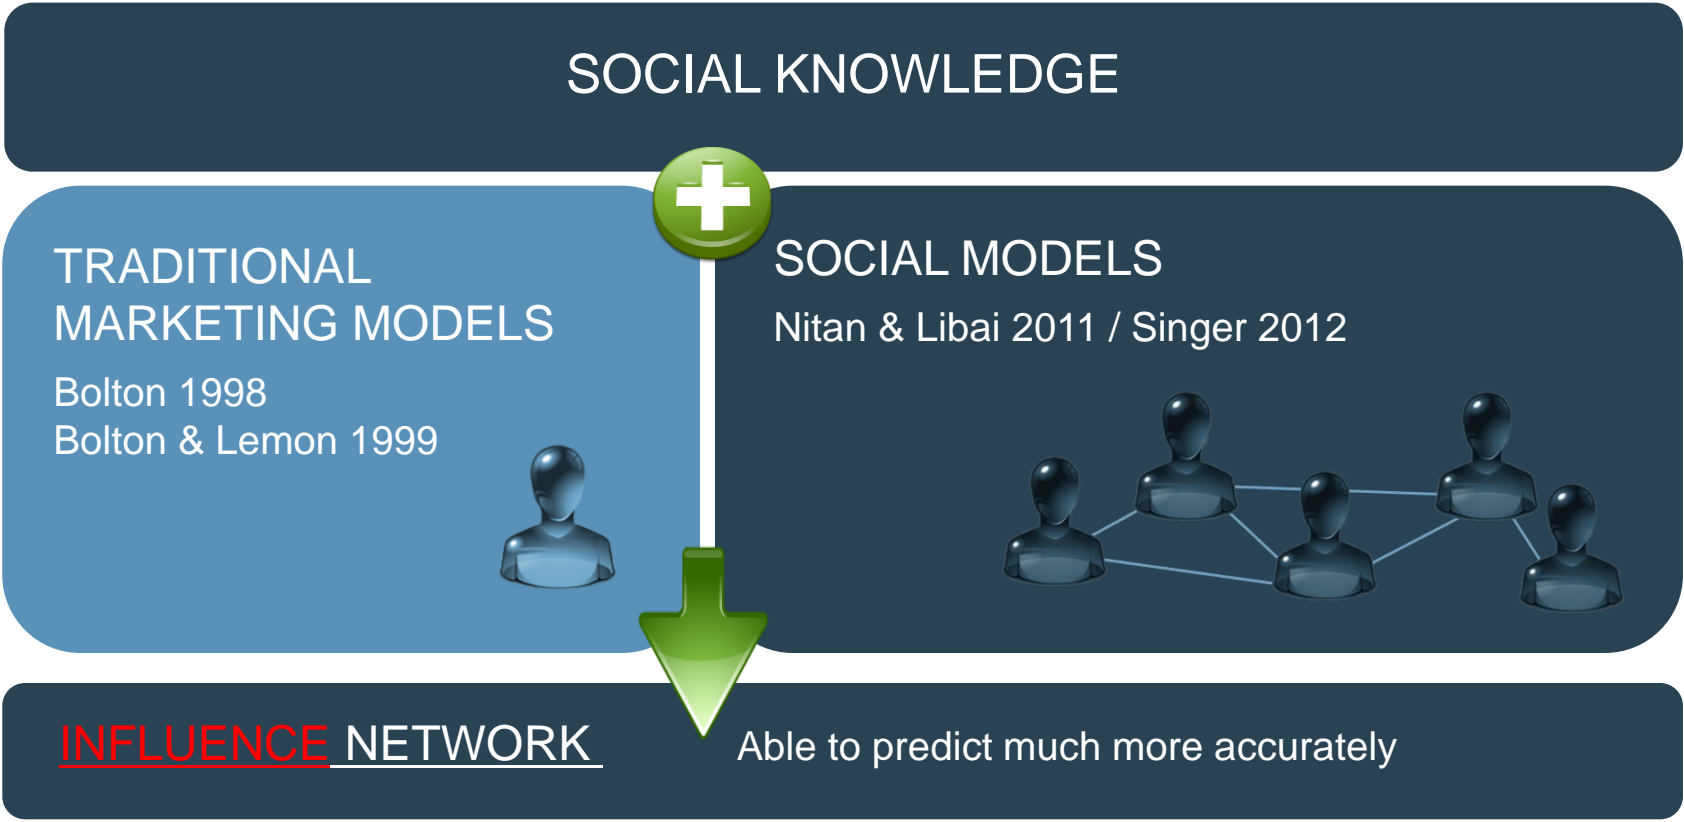 SOCIAL KNOWLEDGE
TRADITIONAL
MARKETING MODELS
Bolton 1998
Bolton & Lemon 1999
SOCIAL MODELS
Nitan & Libai 2011 / Singer 2012
INFLUENCE NETWORK
Able to predict much more accurately